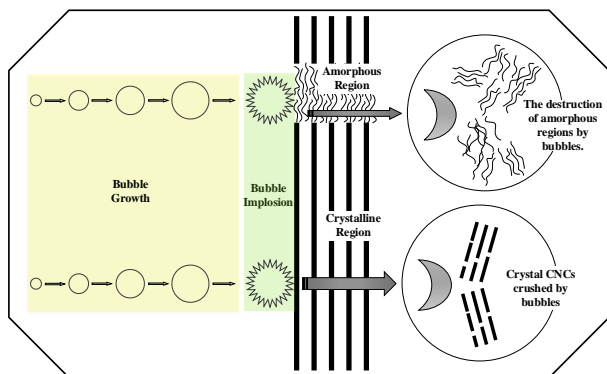 Amorphous
Region
The destruction
of amorphous
regions by
bubbles.
Bubble
Growth
Bubble
Implosion
Crystalline
Region
Crystal CNCs
crushed by
bubbles